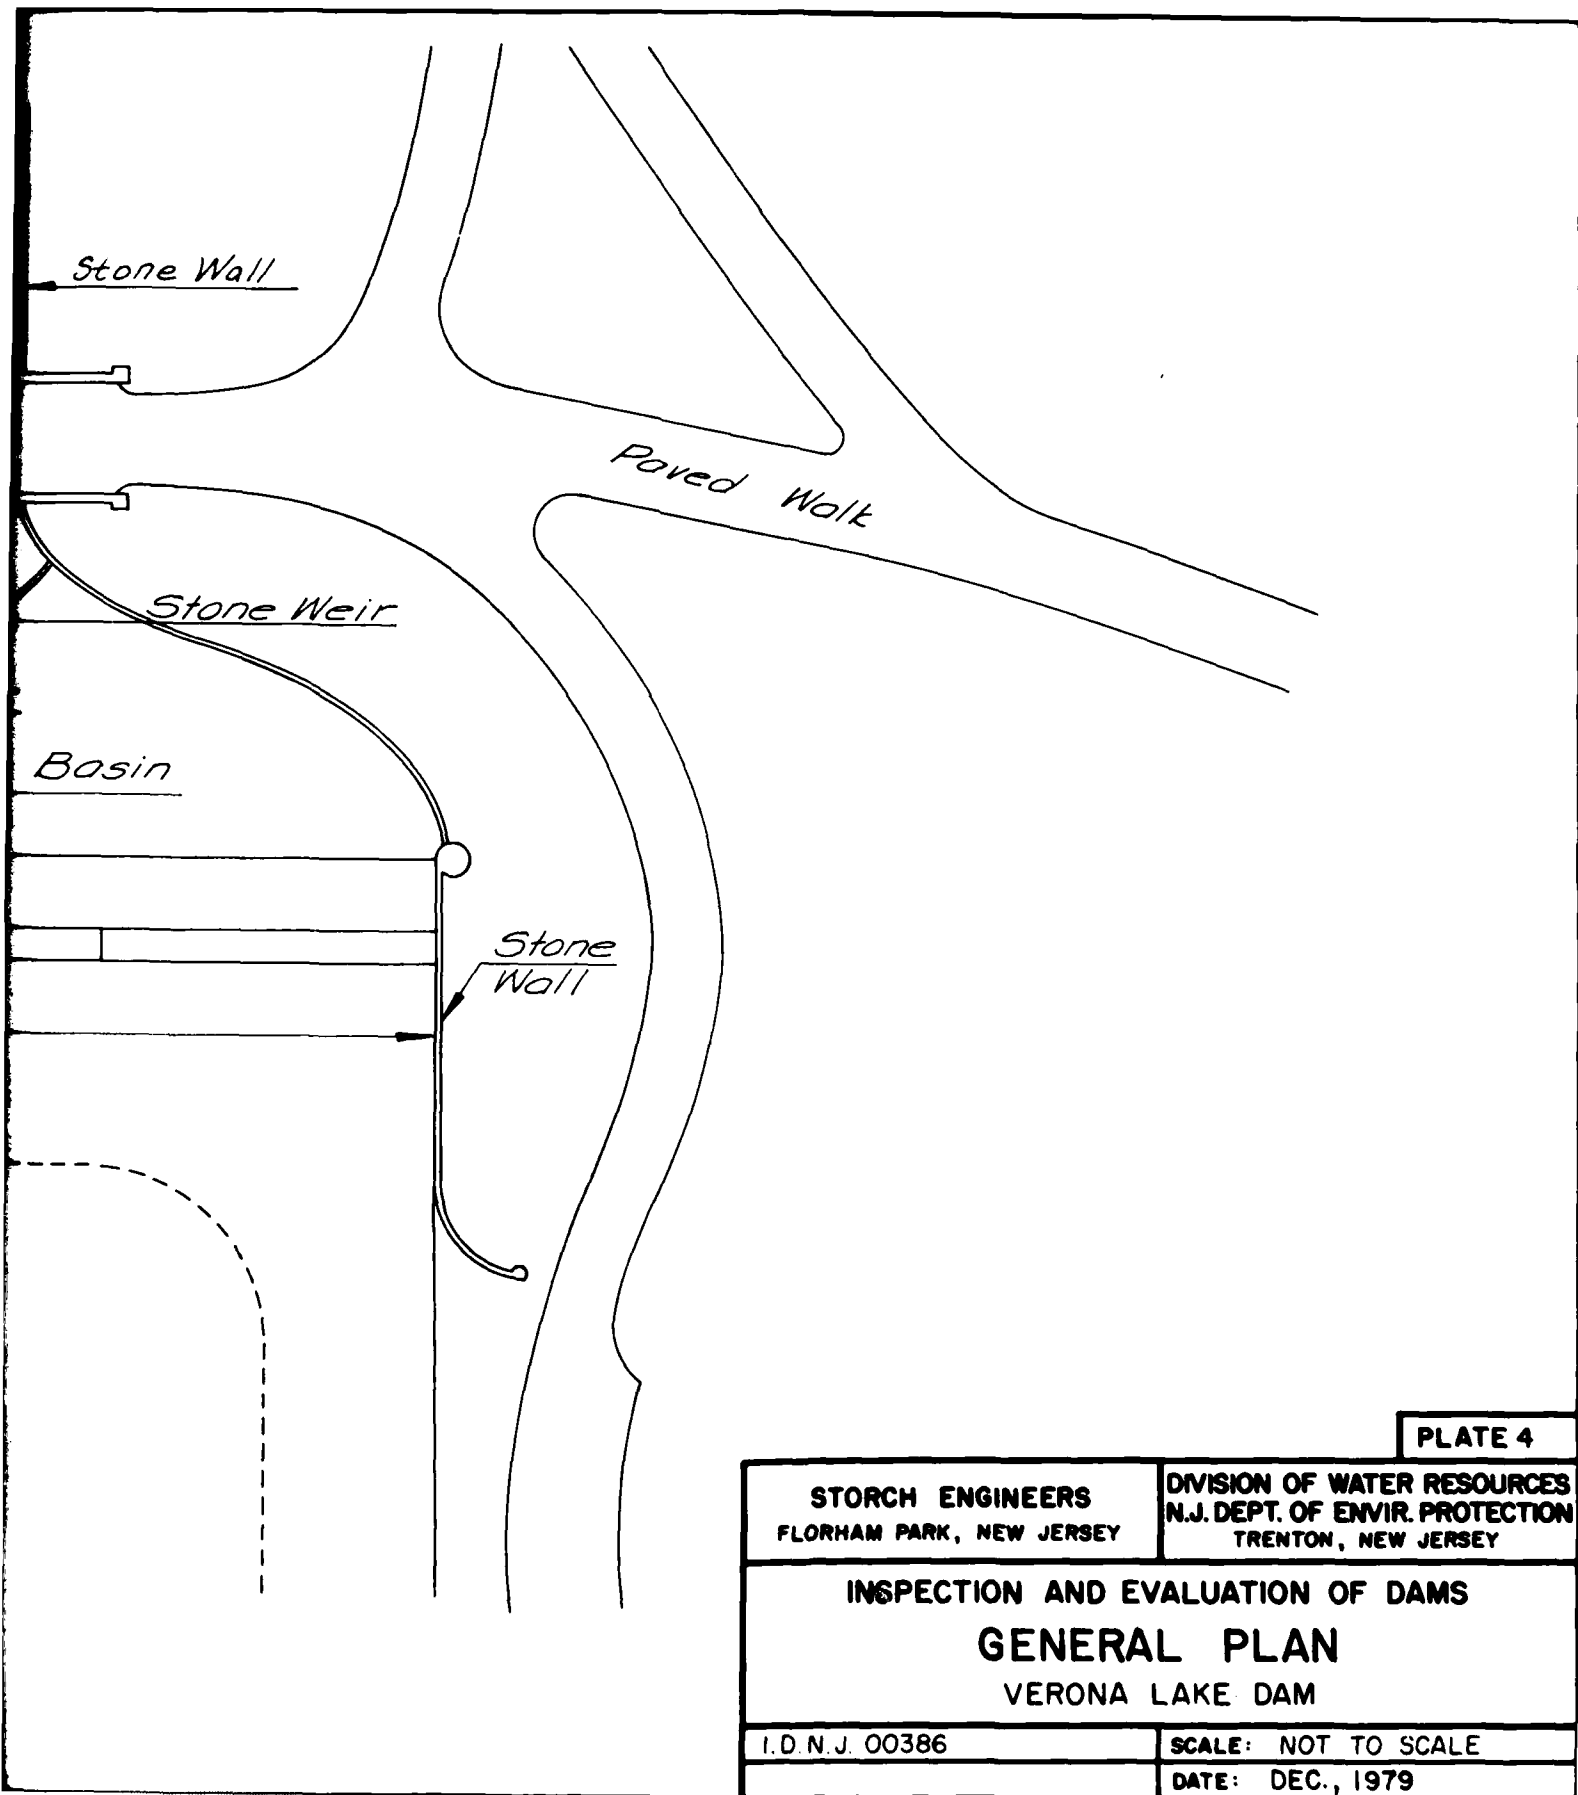 Stone Wall
Paved Walk
Stone Weir
Basin
Stone
Wall
PLATE 4
STORCH ENGINEERS
FLORHAM PARK, NEW JERSEY
DIVISION OF WATER RESOURCES
N.J. DEPT. OF ENVIR. PROTECTION
TRENTON, NEW JERSEY
INSPECTION AND EVALUATION OF DAMS
GENERAL PLAN
VERONA LAKE DAM
I.D. N.J. 00386
SCALE: NOT TO SCALE
DATE: DEC., 1979